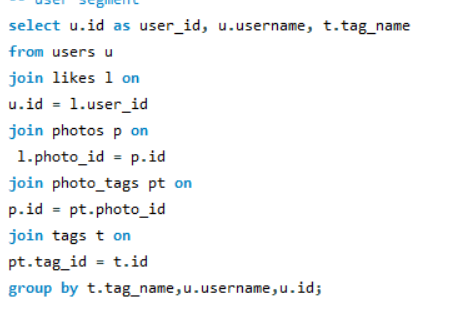 -- user segment
select u.id as user_id, u.username, t.tag_name
from users u
join likes l on
u.id = l.user_id
join photos p on
l.photo_id = p.id
join photo_tags pt on
p.id = pt.photo_id
join tags t on
pt.tag_id = t.id
group by t.tag_name,u.username,u.id;